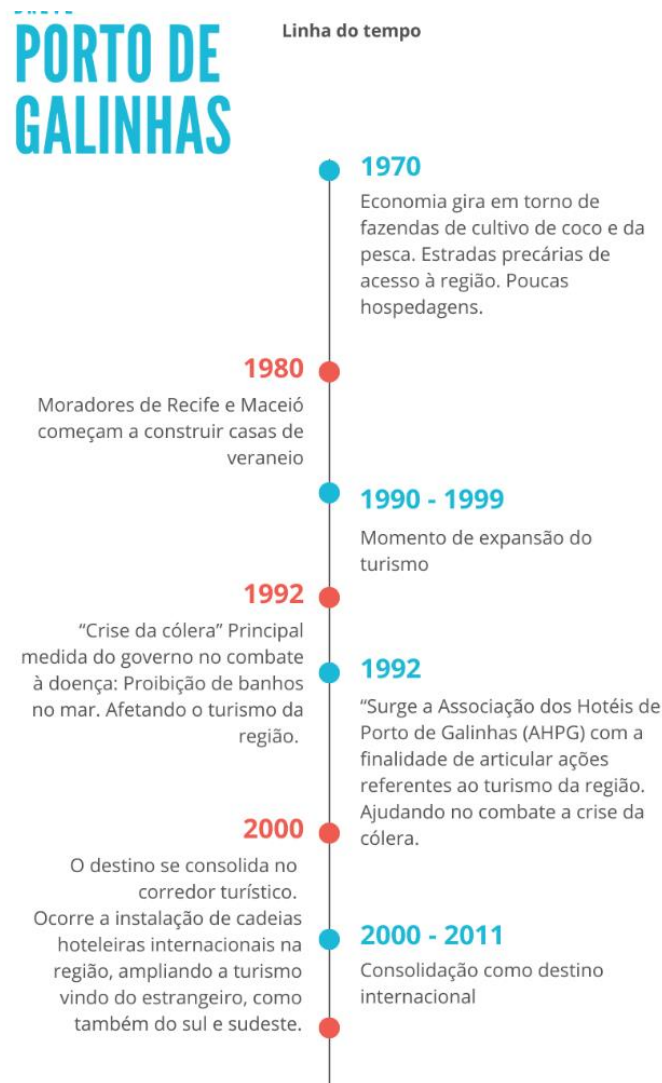 PORTO DE
GALINHAS
Linha do tempo
1970
Economia gira em torno de
fazendas de cultivo de coco e da
pesca. Estradas precárias de
acesso à região. Poucas
hospedagens.
1980
Moradores de Recife e Maceió
começam a construir casas de
veraneio
1990 - 1999
Momento de expansão do
turismo
1992
“Crise da cólera” Principal
medida do governo no combate
à doença: Proibição de banhos
no mar. Afetando o turismo da
região.
1992
“Surge a Associação dos Hotéis de
Porto de Galinhas (AHPG) com a
finalidade de articular ações
referentes ao turismo da região.
Ajudando no combate a crise da
cólera.
2000
O destino se consolida no
corredor turístico.
Ocorre a instalação de cadeias
hoteleiras internacionais na
região, ampliando a turismo
vindo do estrangeiro, como
também do sul e sudeste.
2000 - 2011
Consolidação como destino
internacional